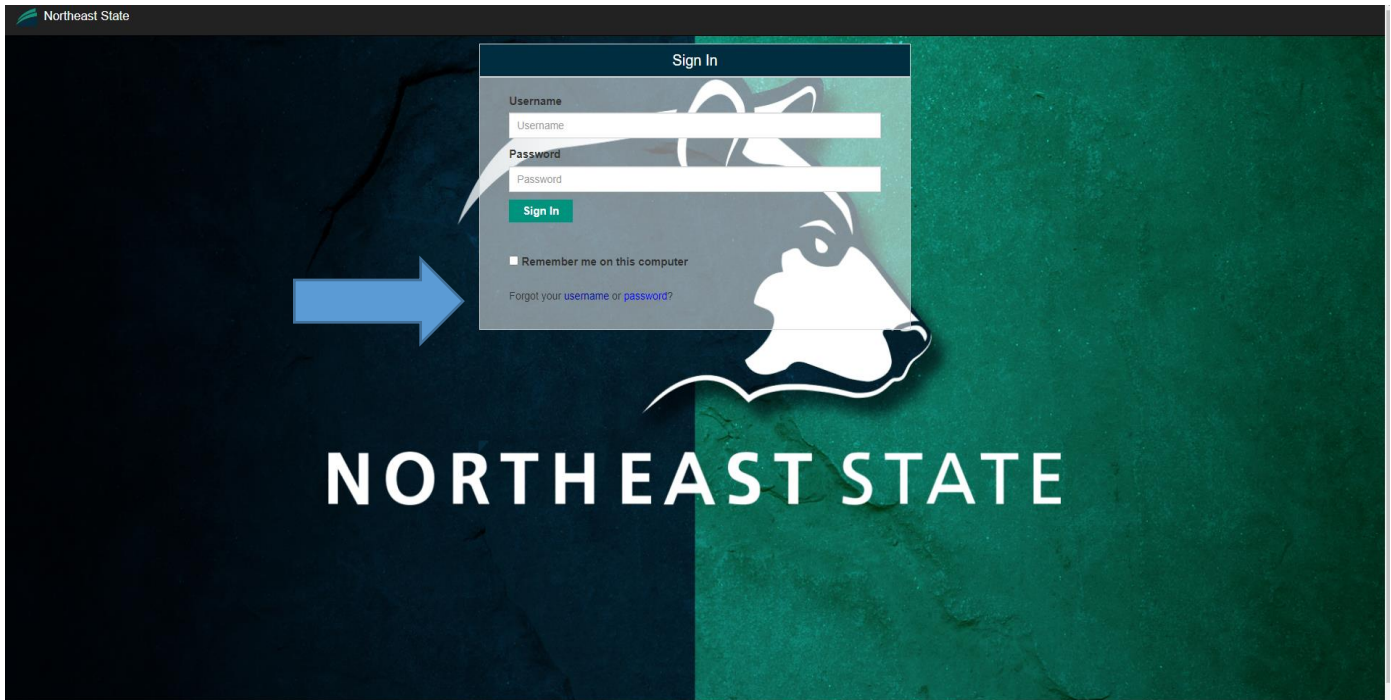 Northeast State
Sign In
Username
Username
Password
Password
Sign In
Remember me on this computer
Forgot your username or password?
NORTHEAST STATE